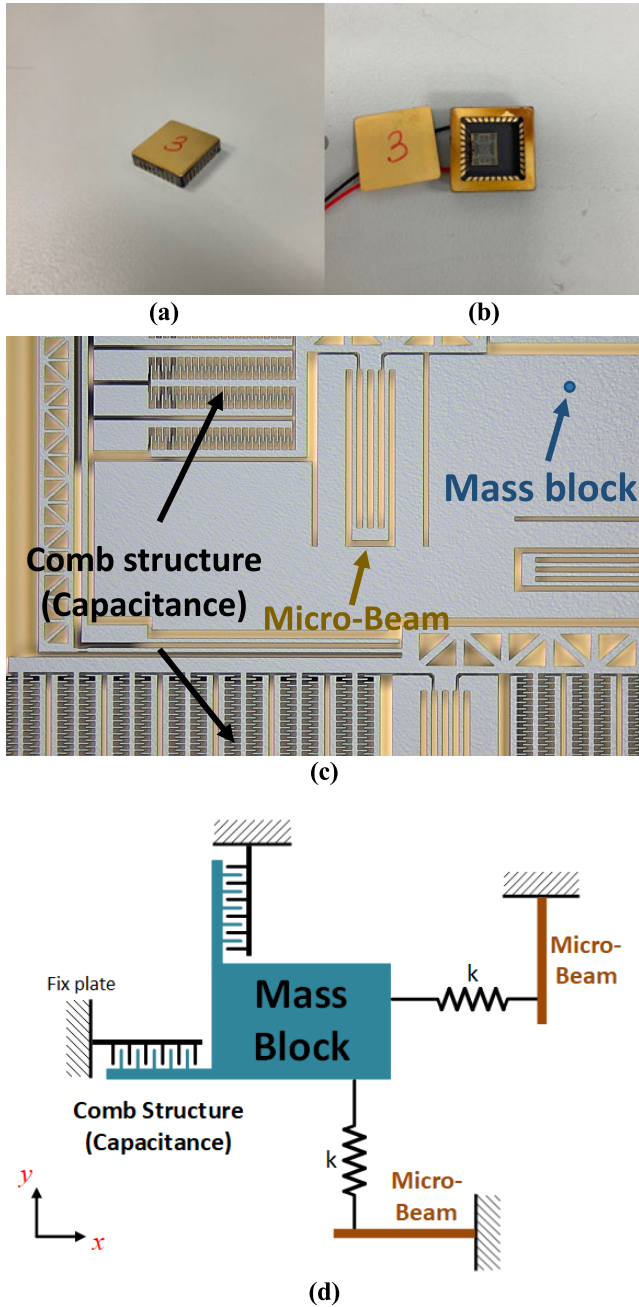 3
3
(a)
(b)
Mass block
Comb structure
(Capacitance)
Micro-Beam
(c)
Micro-
Beam
k
Fix plate
Mass
Block
Comb Structure
(Capacitance)
k
Micro-
Beam
y
x
(d)